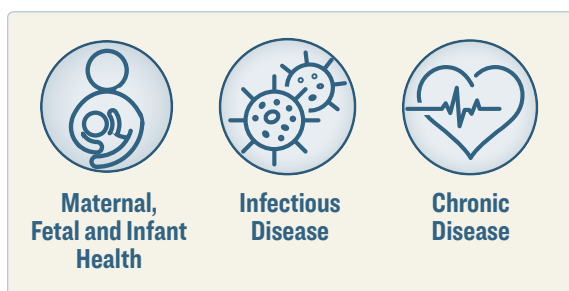 Maternal,
Fetal and Infant
Health
Infectious
Disease
Chronic
Disease